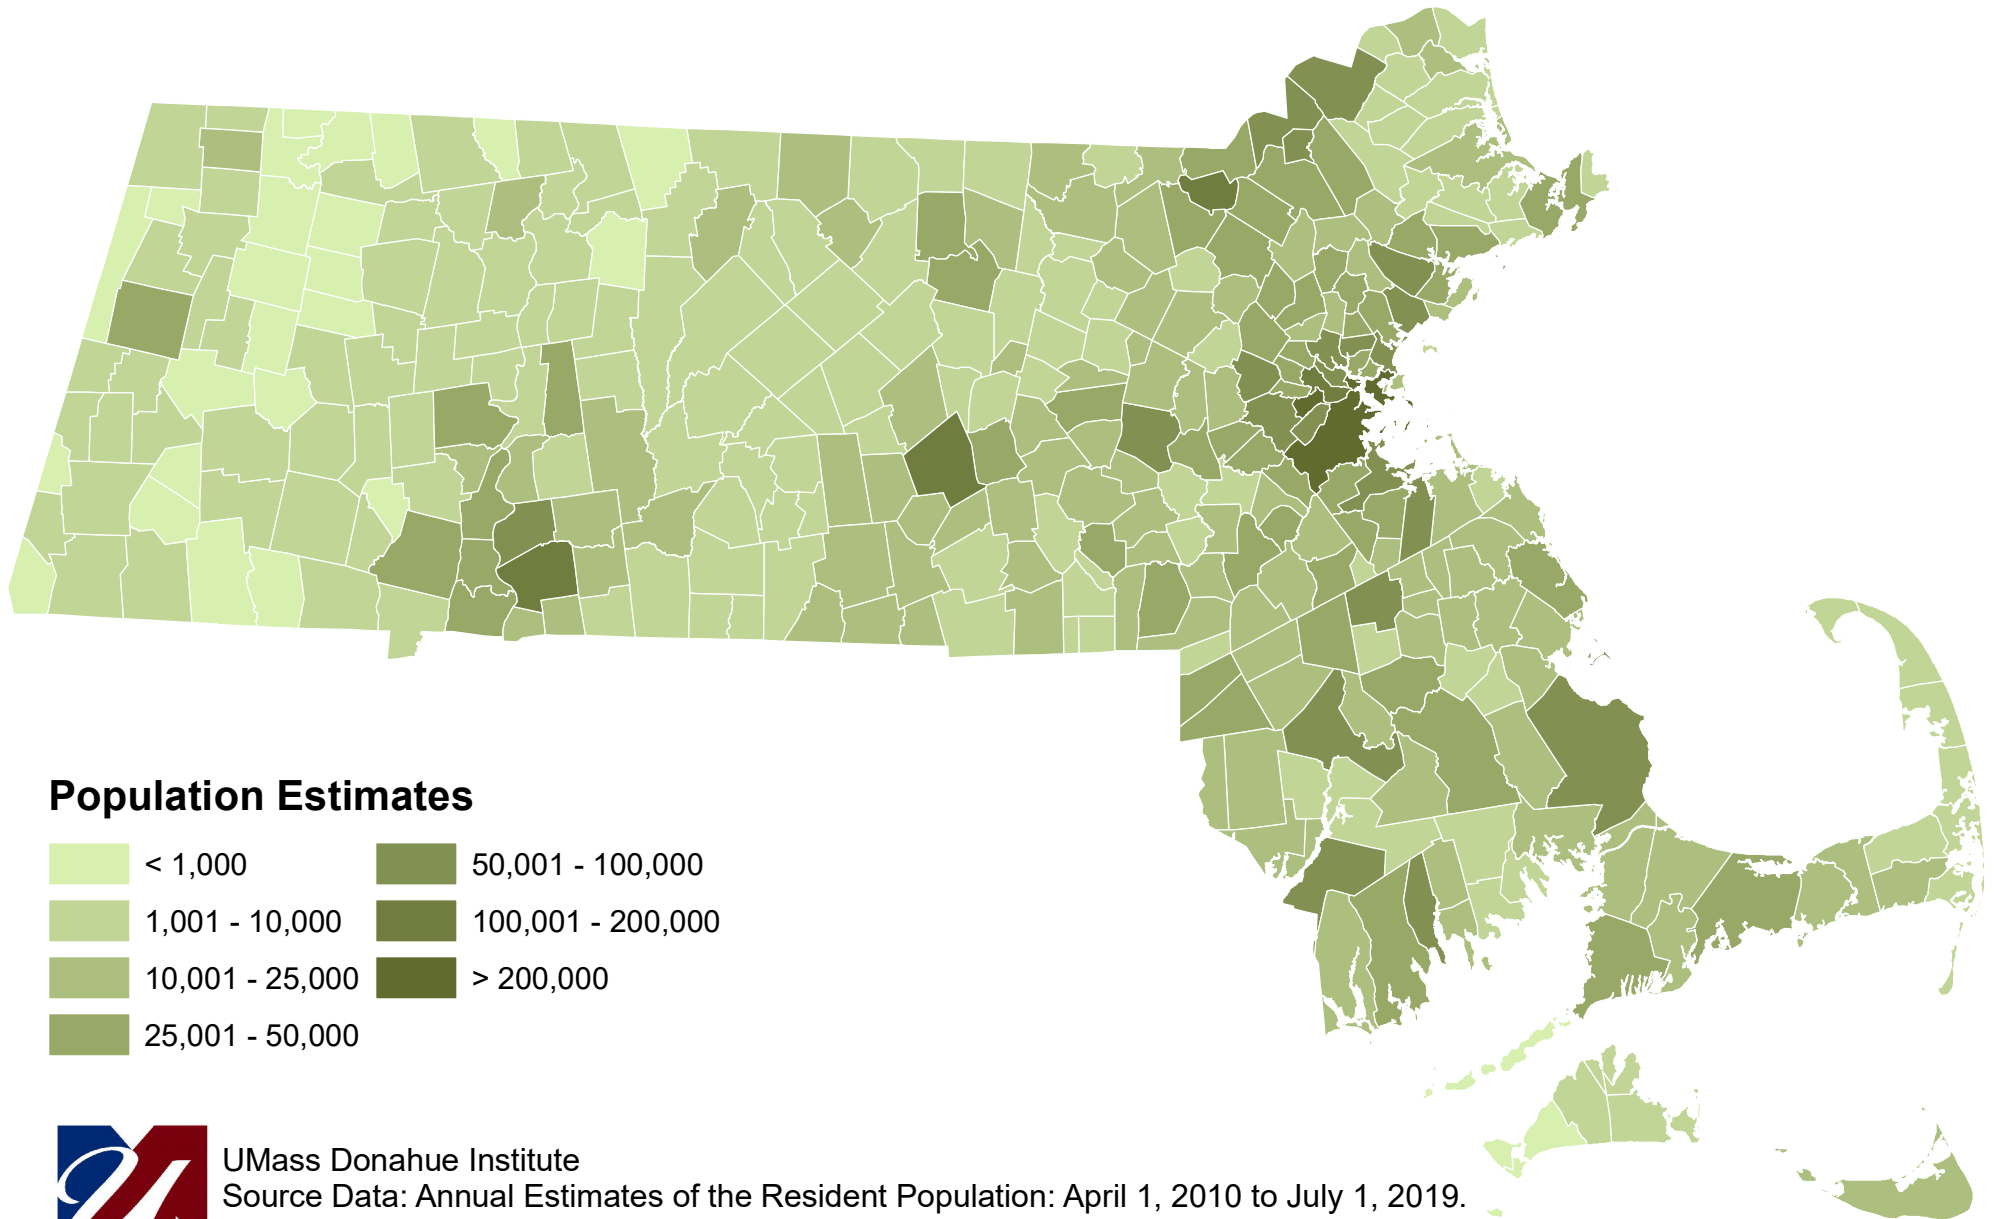 Population Estimates
< 1,000
1,001 - 10,000
10,001 - 25,000
25,001 - 50,000
50,001 - 100,000
100,001 - 200,000
> 200,000
UMass Donahue Institute
Source Data: Annual Estimates of the Resident Population: April 1, 2010 to July 1, 2019.